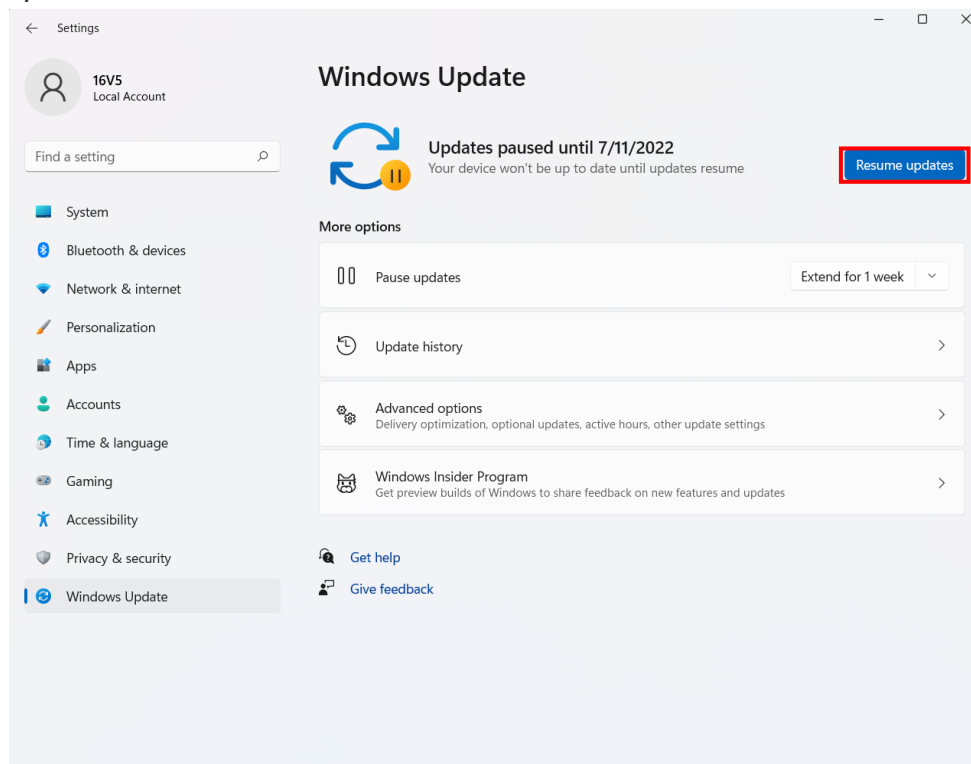 Settings
16V5
Local Account
Find a setting
System
Bluetooth & devices
Network & internet
Personalization
Apps
Accounts
Time & language
Gaming
Accessibility
Privacy & security
Windows Update
Windows Update
Updates paused until 7/11/2022
Your device won't be up to date until updates resume
Resume updates
More options
Pause updates
Extend for 1 week
Update history
Advanced options
Delivery optimization, optional updates, active hours, other update settings
Windows Insider Program
Get preview builds of Windows to share feedback on new features and updates
Get help
Give feedback